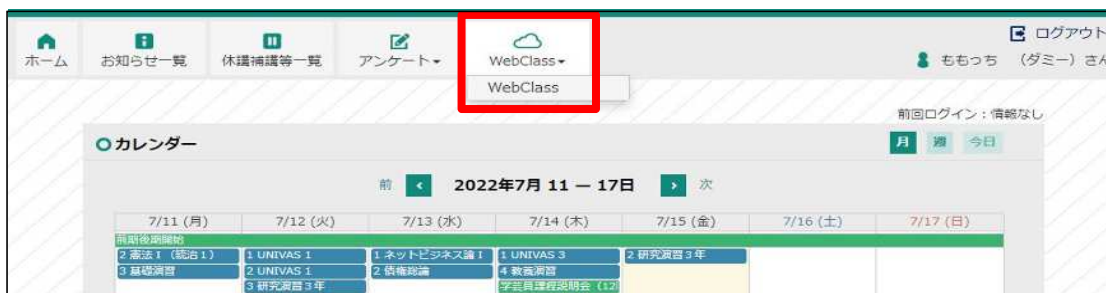 ログアウト
ホーム お知らせ一覧 休講補講等一覧 アンケート▾ WebClass▾ ももっち (ダミー) さん
WebClass
前回ログイン：情報なし
カレンダー 月 週 今日
前 < 2022年7月 11 — 17日 > 次
7/11 (月) 7/12 (火) 7/13 (水) 7/14 (木) 7/15 (金) 7/16 (土) 7/17 (日)
前期後期開始
2 憲法1 (統治1) 1 UNIVAS 1 1 ネットビジネス論 I 1 UNIVAS 3 2 研究演習3年
3 基礎演習 2 UNIVAS 1 2 債権総論 4 教養演習
3 研究演習3年 学芸員課程説明会 (12